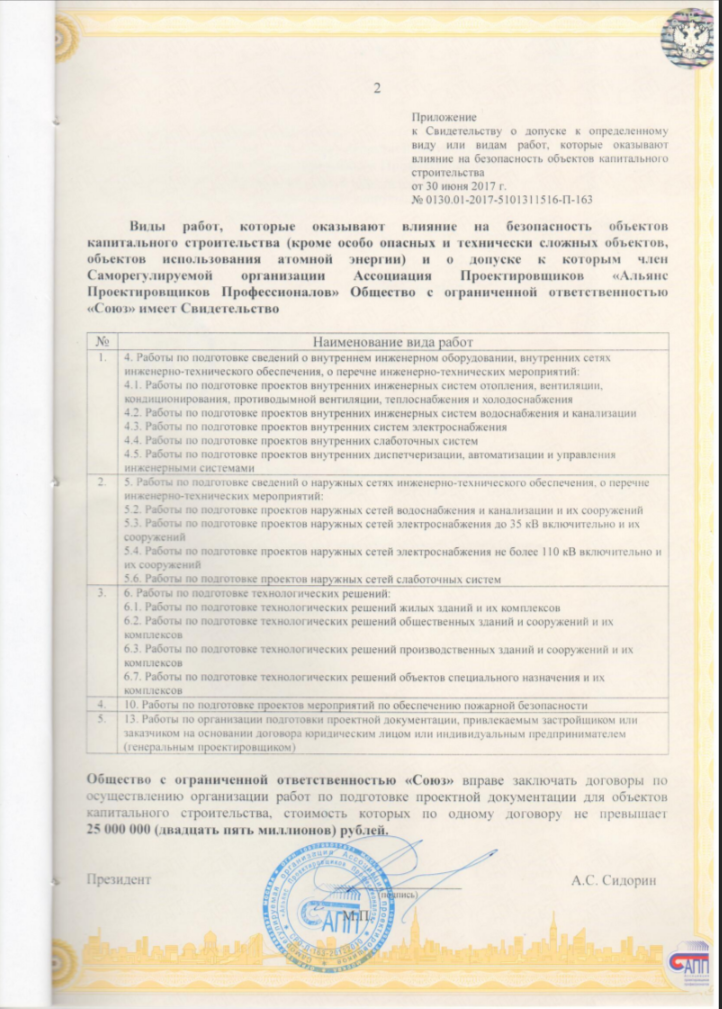 2
Приложение
к Свидетельству о допуске к определенному
виду или видам работ, которые оказывают
влияние на безопасность объектов капитального
строительства
от 30 июня 2017 г.
№ 0130.01-2017-5101311516-П-163
Виды работ, которые оказывают влияние на безопасность объектов
капитального строительства (кроме особо опасных и технически сложных объектов,
объектов использования атомной энергии) и о допуске к которым член
Саморегулируемой организации Ассоциация Проектировщиков «Альянс
Проектировщиков Профессионалов» Общество с ограниченной ответственностью
«Союз» имеет Свидетельство
№ Наименование вида работ
1. 4. Работы по подготовке сведений о внутреннем инженерном оборудовании, внутренних сетях
инженерно-технического обеспечения, о перечне инженерно-технических мероприятий:
4.1. Работы по подготовке проектов внутренних инженерных систем отопления, вентиляции,
кондиционирования, противодымной вентиляции, теплоснабжения и холодоснабжения
4.2. Работы по подготовке проектов внутренних инженерных систем водоснабжения и канализации
4.3. Работы по подготовке проектов внутренних систем электроснабжения
4.4. Работы по подготовке проектов внутренних слаботочных систем
4.5. Работы по подготовке проектов внутренних диспетчеризации, автоматизации и управления
инженерными системами
2. 5. Работы по подготовке сведений о наружных сетях инженерно-технического обеспечения, о перечне
инженерно-технических мероприятий:
5.2. Работы по подготовке проектов наружных сетей водоснабжения и канализации и их сооружений
5.3. Работы по подготовке проектов наружных сетей электроснабжения до 35 кВ включительно и их
сооружений
5.4. Работы по подготовке проектов наружных сетей электроснабжения не более 110 кВ включительно и
их сооружений
5.6. Работы по подготовке проектов наружных сетей слаботочных систем
3. 6. Работы по подготовке технологических решений:
6.1. Работы по подготовке технологических решений жилых зданий и их комплексов
6.2. Работы по подготовке технологических решений общественных зданий и сооружений и их
комплексов
6.3. Работы по подготовке технологических решений производственных зданий и сооружений и их
комплексов
6.7. Работы по подготовке технологических решений объектов специального назначения и их
комплексов
4. 10. Работы по подготовке проектов мероприятий по обеспечению пожарной безопасности
5. 13. Работы по организации подготовки проектной документации, привлекаемым застройщиком или
заказчиком на основании договора юридическим лицом или индивидуальным предпринимателем
(генеральным проектировщиком)
Общество с ограниченной ответственностью «Союз» вправе заключать договоры по
осуществлению организации работ по подготовке проектной документации для объектов
капитального строительства, стоимость которых по одному договору не превышает
25 000 000 (двадцать пять миллионов) рублей.
Президент
(подпись)
А.С. Сидорин
М.П.
САПП
САПП